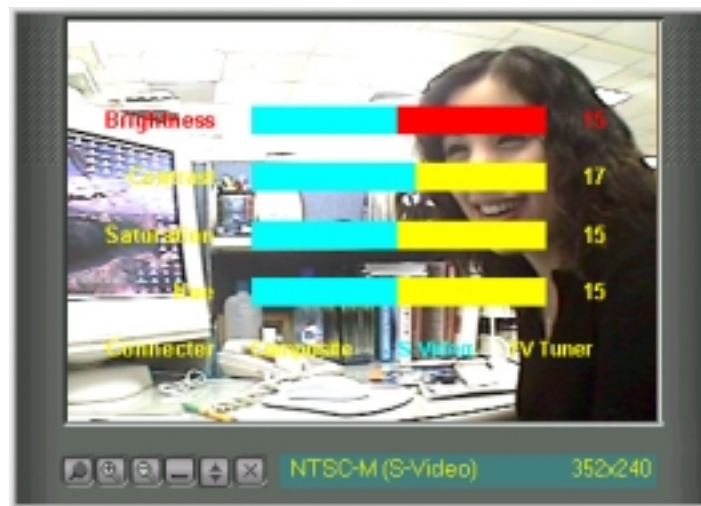 Brightness 15
Contrast 17
Saturation 15
Hue 15
Connecter Composite S-Video TV Tuner
NTSC-M (S-Video) 352x240